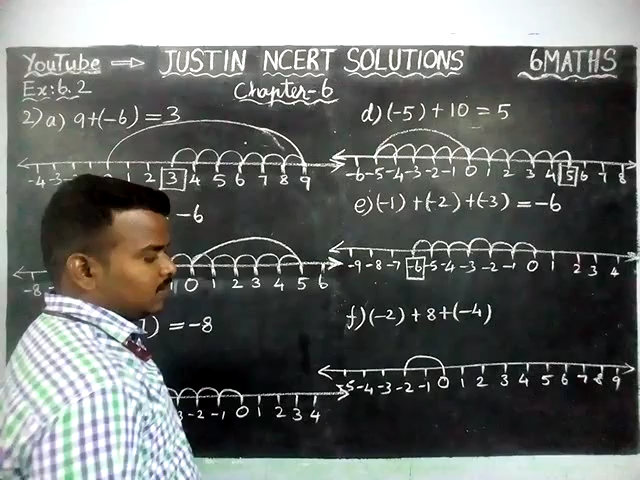 YouTube ⟹ JUSTIN NCERT SOLUTIONS 6MATHS
Ex: 6.2 Chapter-6
2) a) 9+(-6) = 3
-4 -3 1 2 3 4 5 6 7 8 9
-6
-8 0 1 2 3 4 5 6
1) = -8
-3 -2 -1 0 1 2 3 4
d) (-5) + 10 = 5
-6 -5 -4 -3 -2 -1 0 1 2 3 4 5 6 7 8
e) (-1) + (-2) + (-3) = -6
-9 -8 -7 -6 -5 -4 -3 -2 -1 0 1 2 3 4
f) (-2) + 8 + (-4)
-5 -4 -3 -2 -1 0 1 2 3 4 5 6 7 8 9